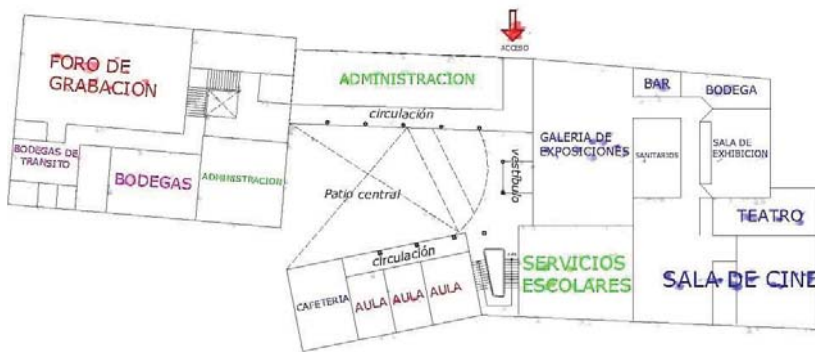 ACCESO
FORO DE
GRABACION
ADMINISTRACION
BAR
BODEGA
circulación
GALERIA DE
EXPOSICIONES
SANITARIOS
SALA DE
EXHIBICION
vestibulo
BODEGAS DE
TRANSITO
BODEGAS
ADMINISTRACION
Patio central
TEATRO
circulación
SERVICIOS
ESCOLARES
SALA DE CINE
CAFETERIA
AULA
AULA
AULA